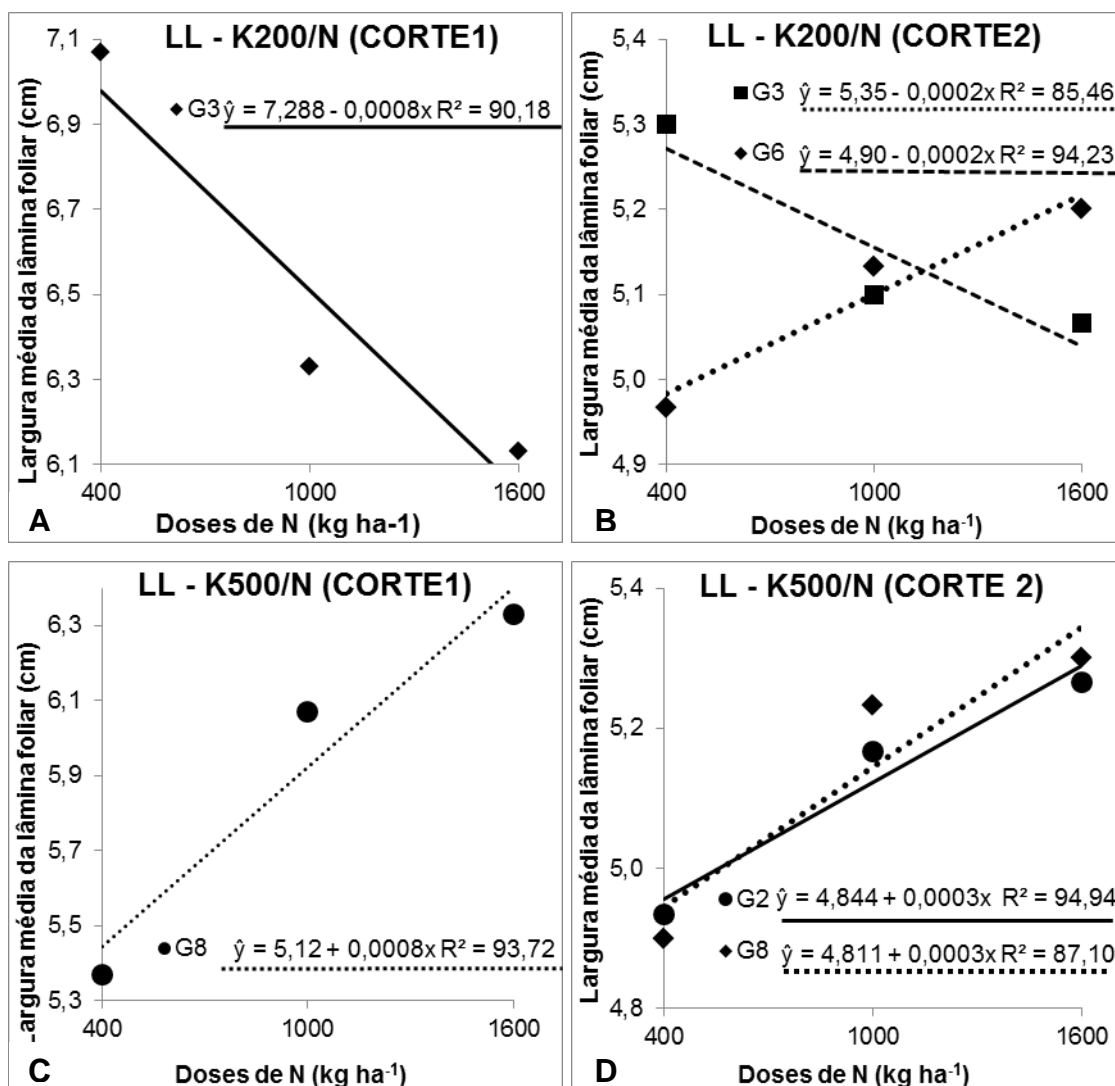 LL - K200/N (CORTE1)
Largura média da lâmina foliar (cm)
7,1
6,9
6,7
6,5
6,3
6,1
G3 ŷ = 7,288 - 0,0008x R² = 90,18
400
1000
1600
Doses de N (kg ha-1)
A
LL - K200/N (CORTE2)
Largura média da lâmina foliar (cm)
5,4
5,3
5,2
5,1
5,0
4,9
G3 ŷ = 5,35 - 0,0002x R² = 85,46
G6 ŷ = 4,90 - 0,0002x R² = 94,23
400
1000
1600
Doses de N (kg ha⁻¹)
B
LL - K500/N (CORTE1)
-argura média da lâmina foliar (cm)
6,3
6,1
5,9
5,7
5,5
5,3
G8 ŷ = 5,12 + 0,0008x R² = 93,72
400
1000
1600
Doses de N (kg ha⁻¹)
C
LL - K500/N (CORTE 2)
Largura média da lâmina foliar (cm)
5,4
5,2
5,0
4,8
G2 ŷ = 4,844 + 0,0003x R² = 94,94
G8 ŷ = 4,811 + 0,0003x R² = 87,10
400
1000
1600
Doses de N (kg ha⁻¹)
D